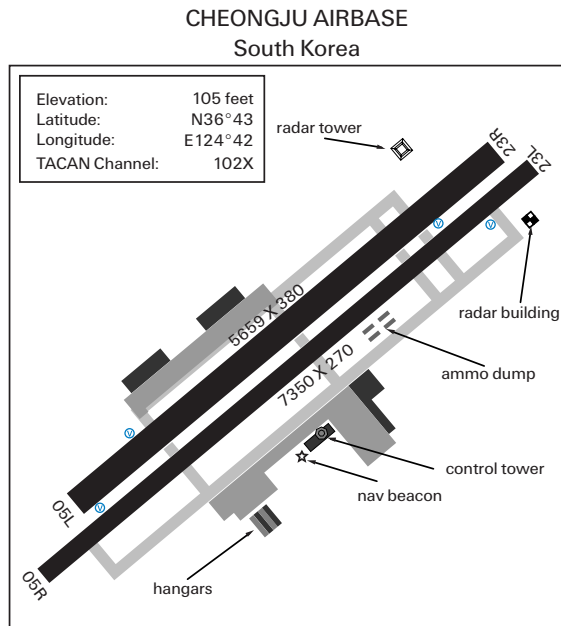 CHEONGJU AIRBASE
South Korea
Elevation: 105 feet
Latitude: N36°43
Longitude: E124°42
TACAN Channel: 102X
radar tower
23R
23L
radar building
5659 X 380
7350 X 270
ammo dump
control tower
nav beacon
05L
05R
hangars
V
V
V
V